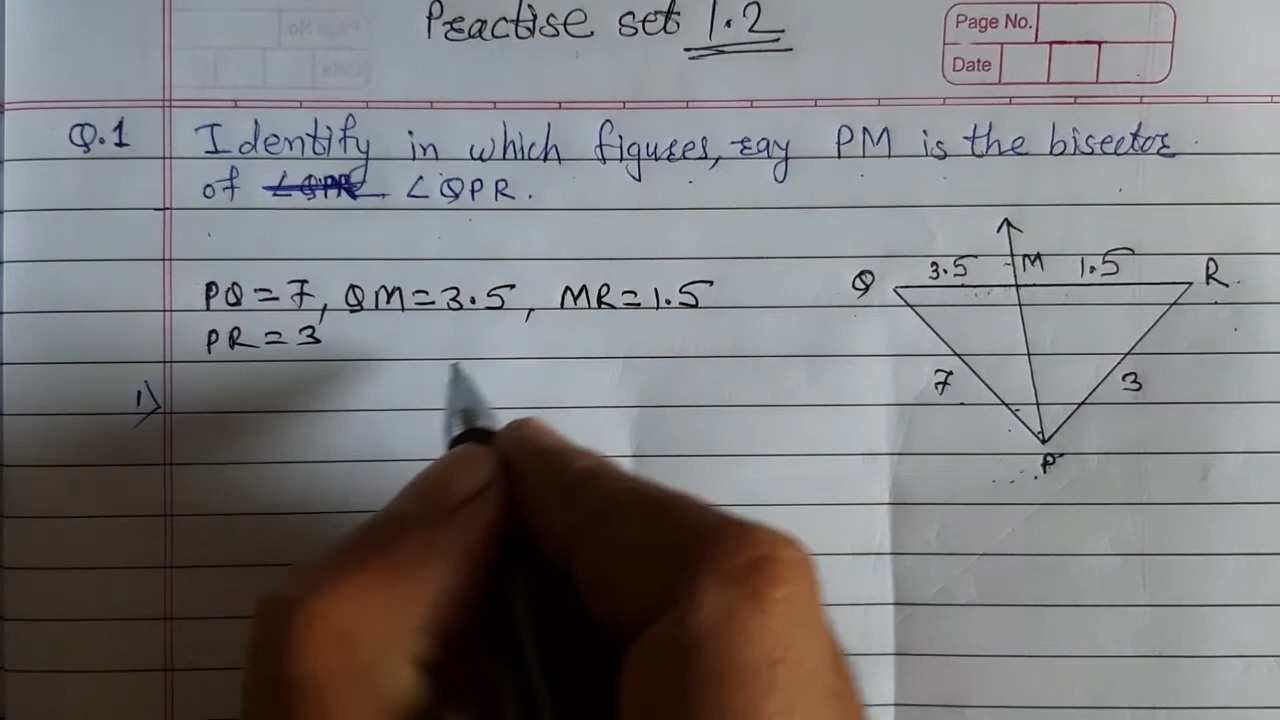 Practise set 1.2
Page No.
Date
Q.1 Identify in which figures, ray PM is the bisector
of ∠QPR.
PQ=7, QM=3.5, MR=1.5
PR=3
1)
Q 3.5 M 1.5 R
7 3
P